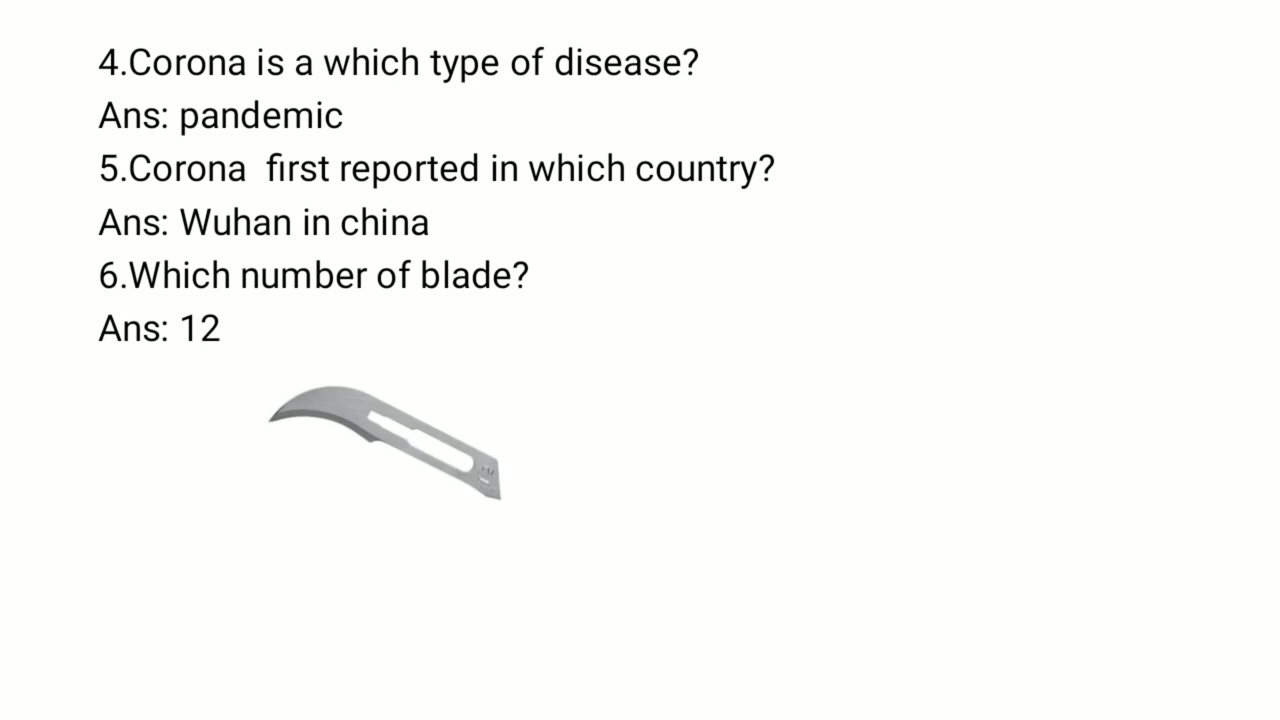 4.Corona is a which type of disease?
Ans: pandemic
5.Corona  first reported in which country?
Ans: Wuhan in china
6.Which number of blade?
Ans: 12